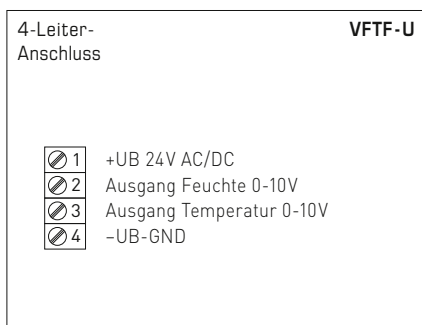 4-Leiter-
Anschluss
VFTF-U
1 +UB 24V AC/DC
2 Ausgang Feuchte 0-10V
3 Ausgang Temperatur 0-10V
4 –UB-GND